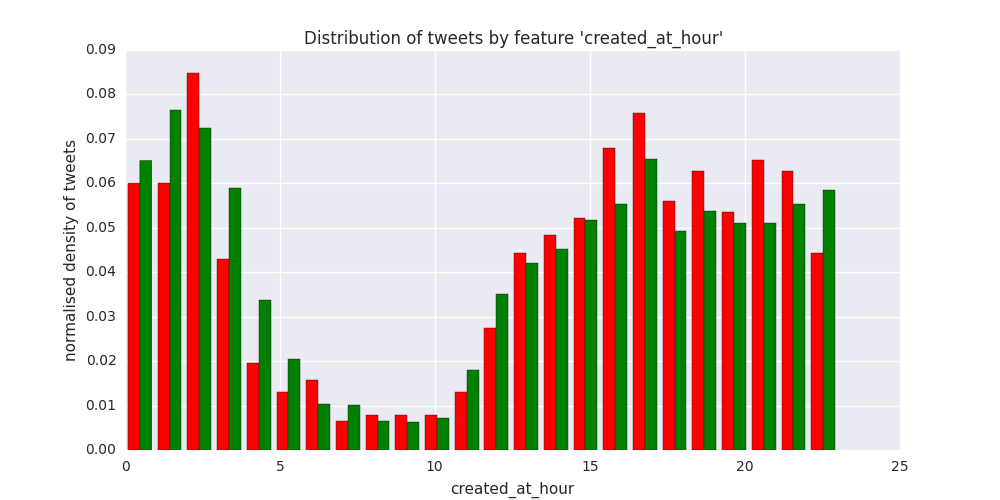 Distribution of tweets by feature 'created_at_hour'
0.09
0.08
0.07
0.06
0.05
0.04
0.03
0.02
0.01
0.00
normalised density of tweets
0 5 10 15 20 25
created_at_hour